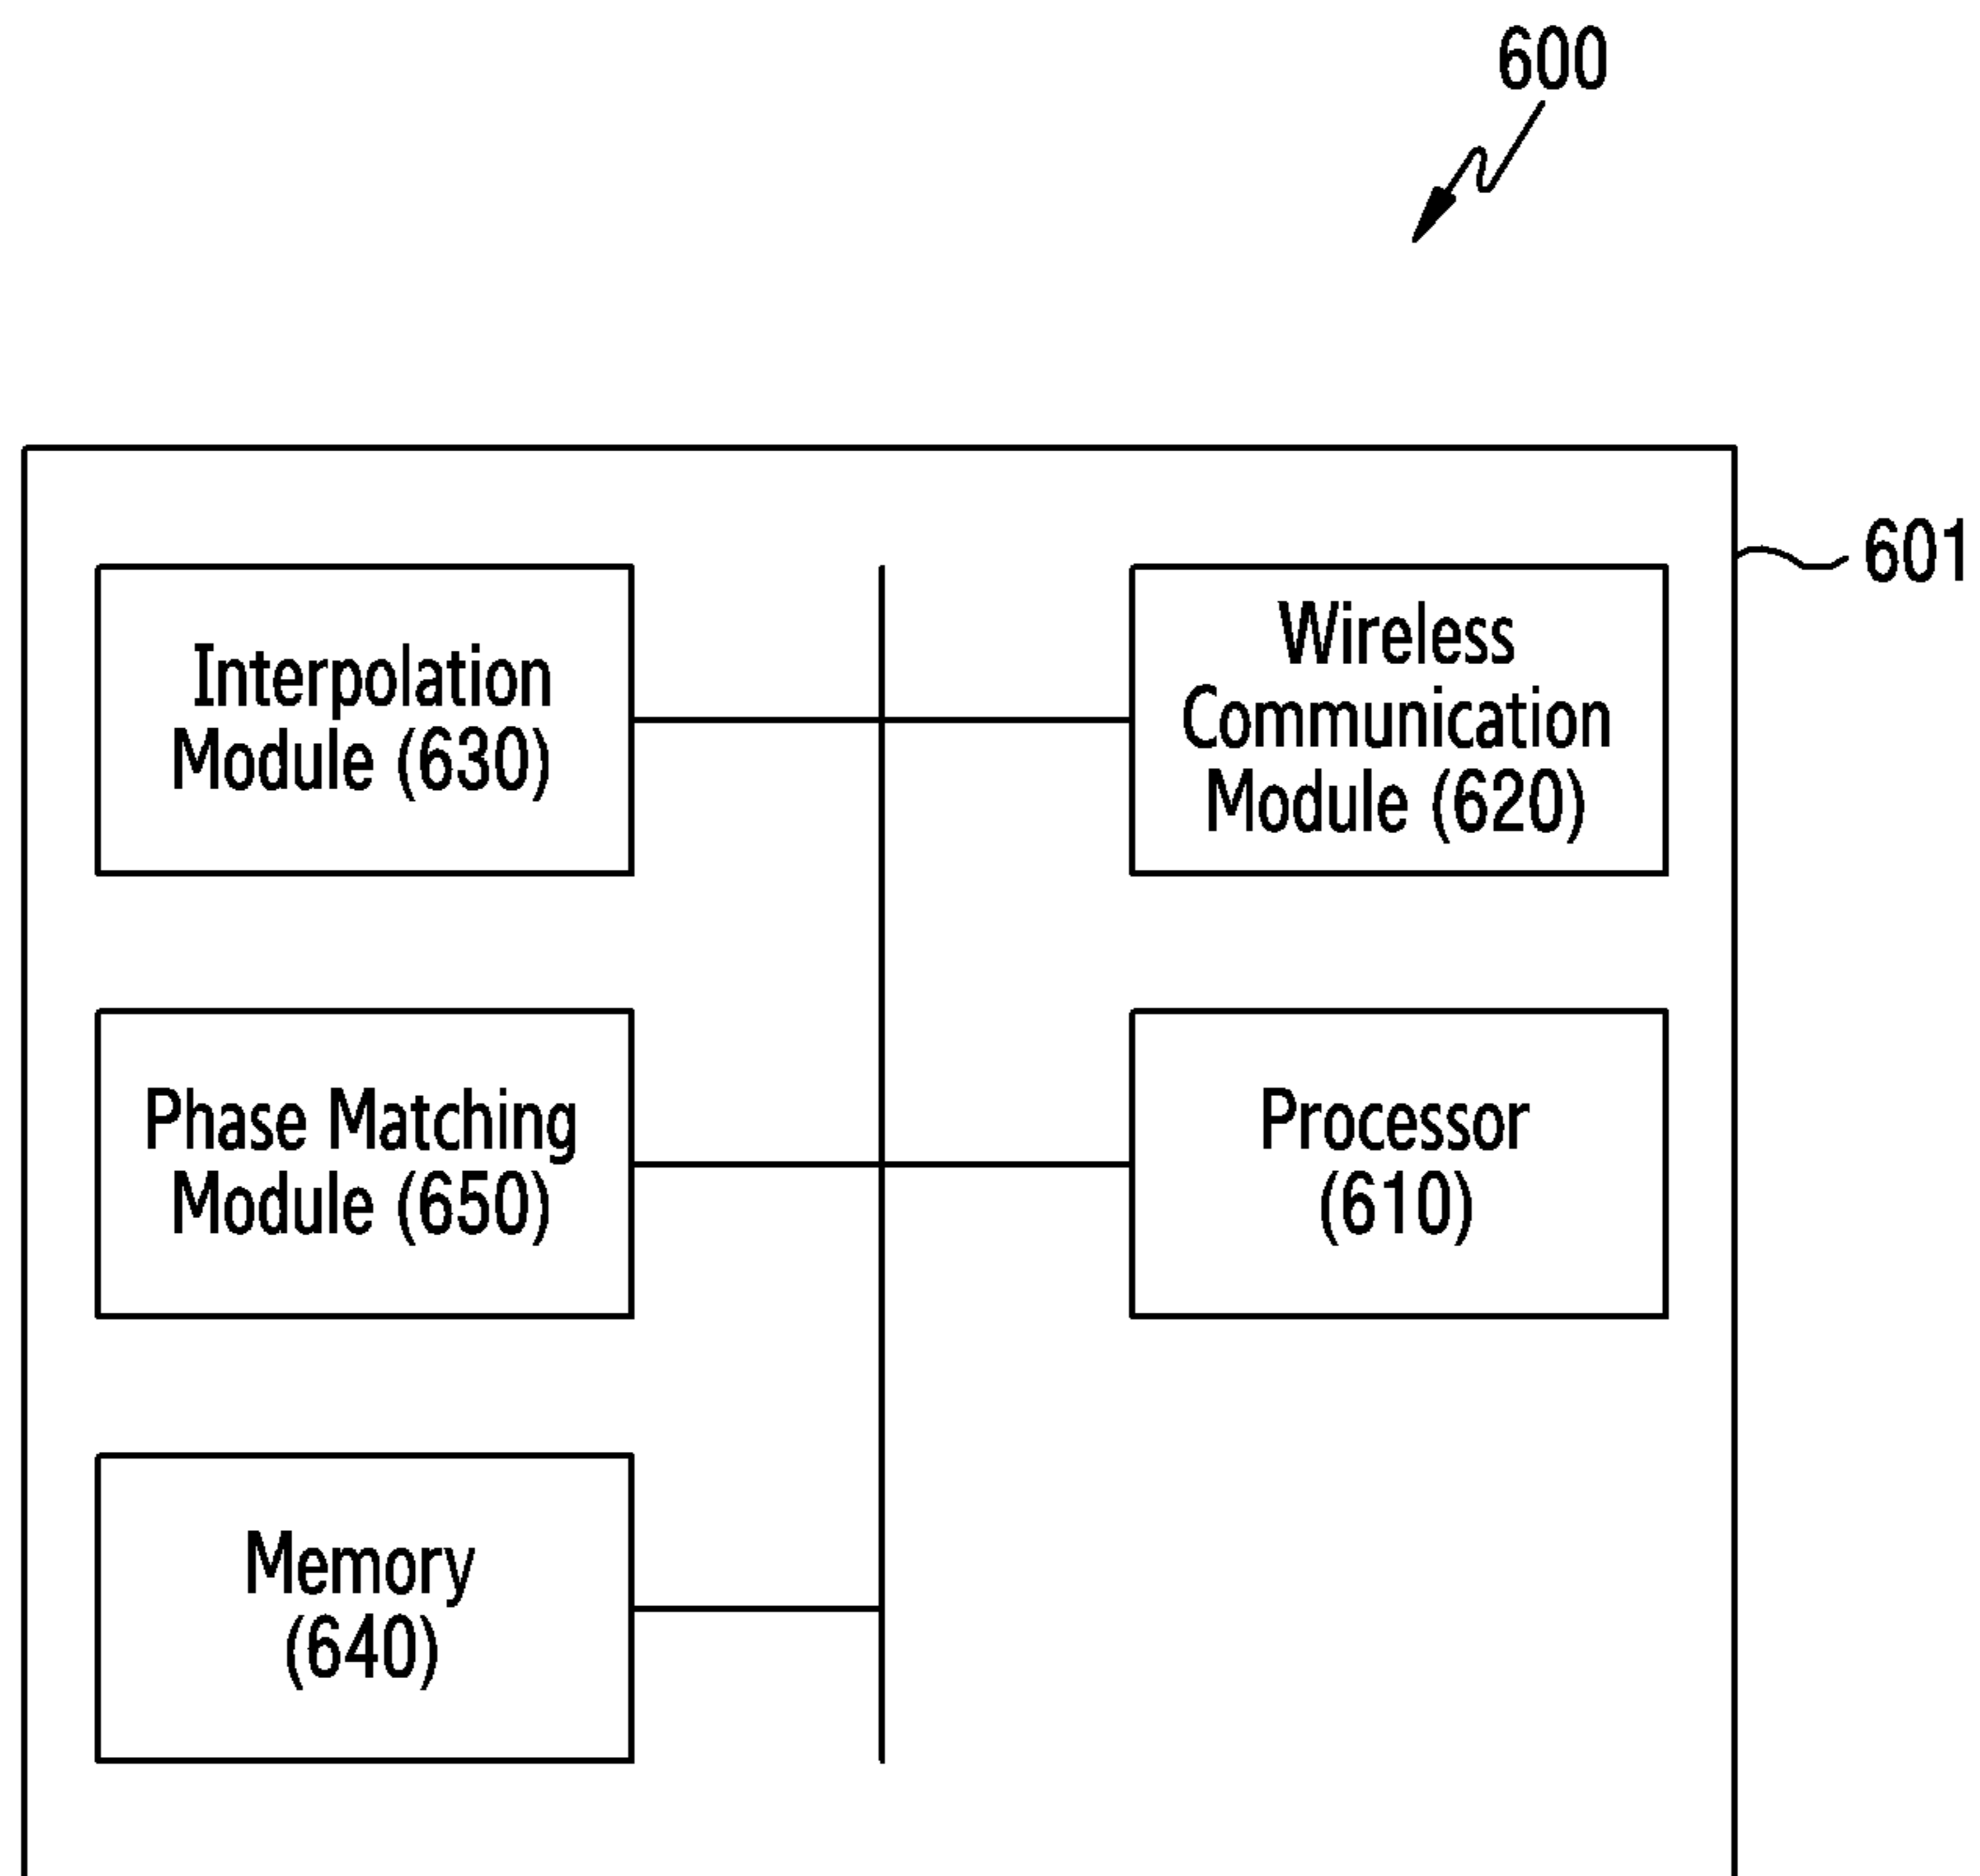 600
601
Interpolation
Module (630)
Wireless
Communication
Module (620)
Phase Matching
Module (650)
Processor
(610)
Memory
(640)